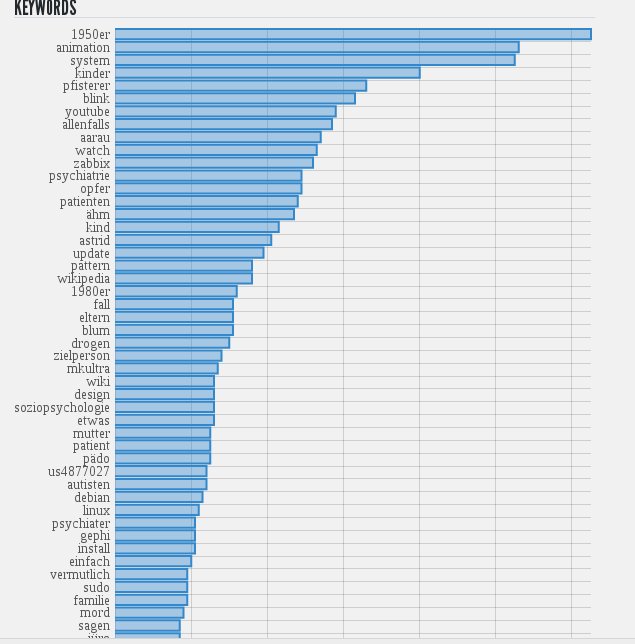 KEYWORDS
1950er
animation
system
kinder
pfisterer
blink
youtube
allenfalls
aarau
watch
zabbix
psychiatrie
opfer
patienten
ähm
kind
astrid
update
pattern
wikipedia
1980er
fall
eltern
blum
drogen
zielperson
mkultra
wiki
design
soziopsychologie
etwas
mutter
patient
pädo
us4877027
autisten
debian
linux
psychiater
gephi
install
einfach
vermutlich
sudo
familie
mord
sagen